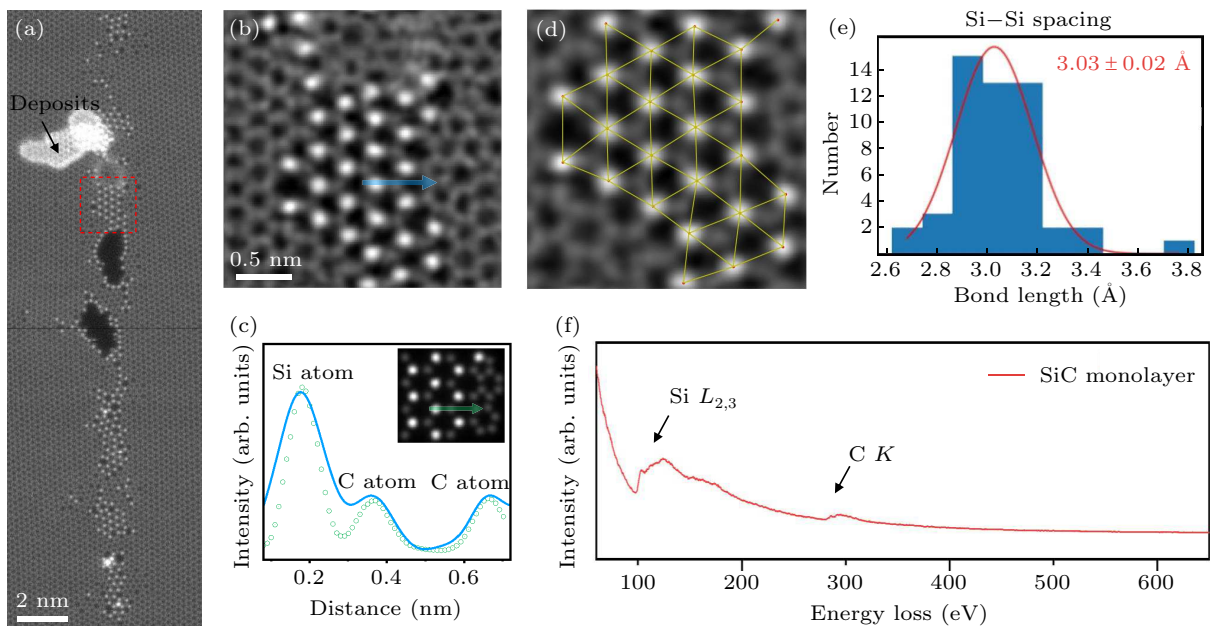 (a)
Deposits
2 nm
(b)
0.5 nm
(c)
Intensity (arb. units)
Si atom
C atom
C atom
0.2
0.4
0.6
Distance (nm)
(d)
(e)
Si−Si spacing
3.03 ± 0.02 Å
Number
14
12
10
8
6
4
2
2.6
2.8
3.0
3.2
3.4
3.6
3.8
Bond length (Å)
(f)
Intensity (arb. units)
SiC monolayer
Si L2,3
C K
100
200
300
400
500
600
Energy loss (eV)